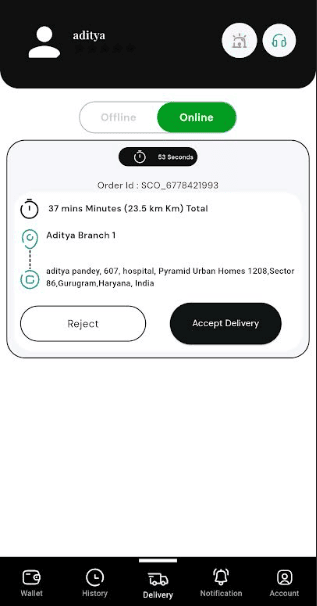 aditya
Offline
Online
53 Seconds
Order Id : SCO_6778421993
37 mins Minutes (23.5 km Km) Total
Aditya Branch 1
aditya pandey, 607, hospital, Pyramid Urban Homes 1208,Sector
86,Gurugram,Haryana, India
Reject
Accept Delivery
Wallet
History
Delivery
Notification
Account